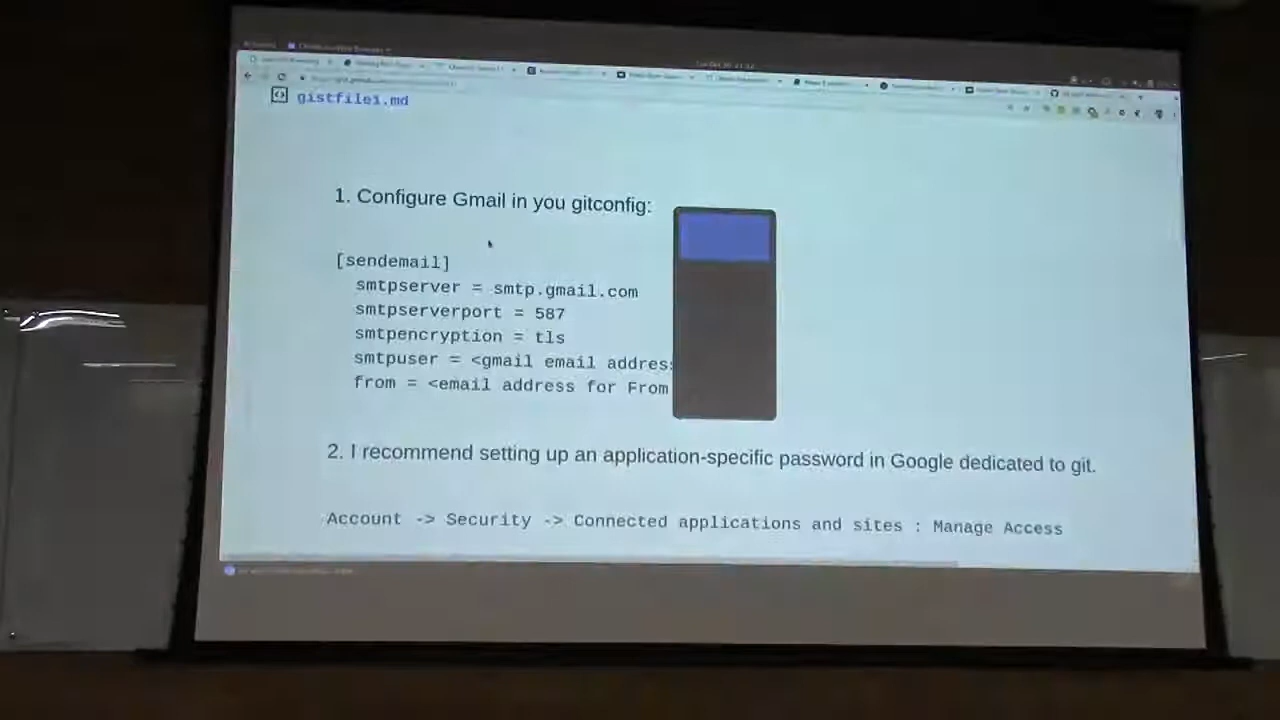 gistfile1.md
1. Configure Gmail in you gitconfig:
[sendemail]
smtpserver = smtp.gmail.com
smtpserverport = 587
smtpencryption = tls
smtpuser = <gmail email address
from = <email address for From
2. I recommend setting up an application-specific password in Google dedicated to git.
Account -> Security -> Connected applications and sites : Manage Access